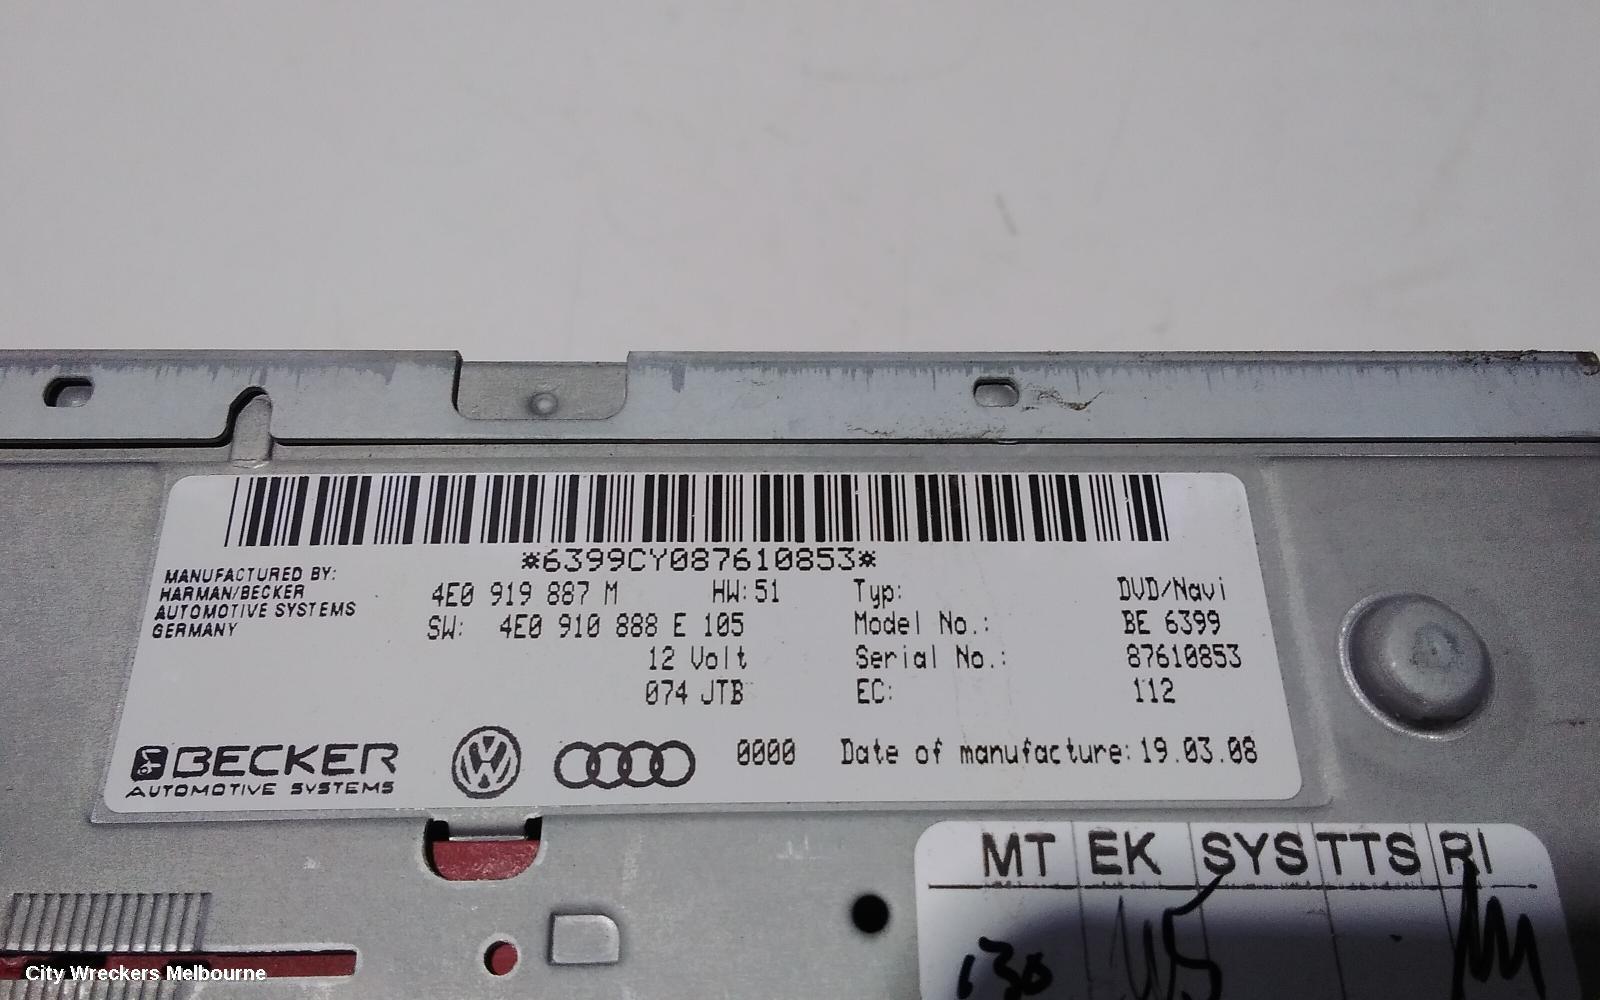 *6399CY087610853*
MANUFACTURED BY:
HARMAN/BECKER
AUTOMOTIVE SYSTEMS
GERMANY
4E0 919 887 M HW:51
SW: 4E0 910 888 E 105
12 Volt
074 JTB
Typ: DVD/Navi
Model No.: BE 6399
Serial No.: 87610853
EC: 112
BECKER
AUTOMOTIVE SYSTEMS
0000 Date of manufacture: 19.03.08
MT EK SYS TTS RI
City Wreckers Melbourne